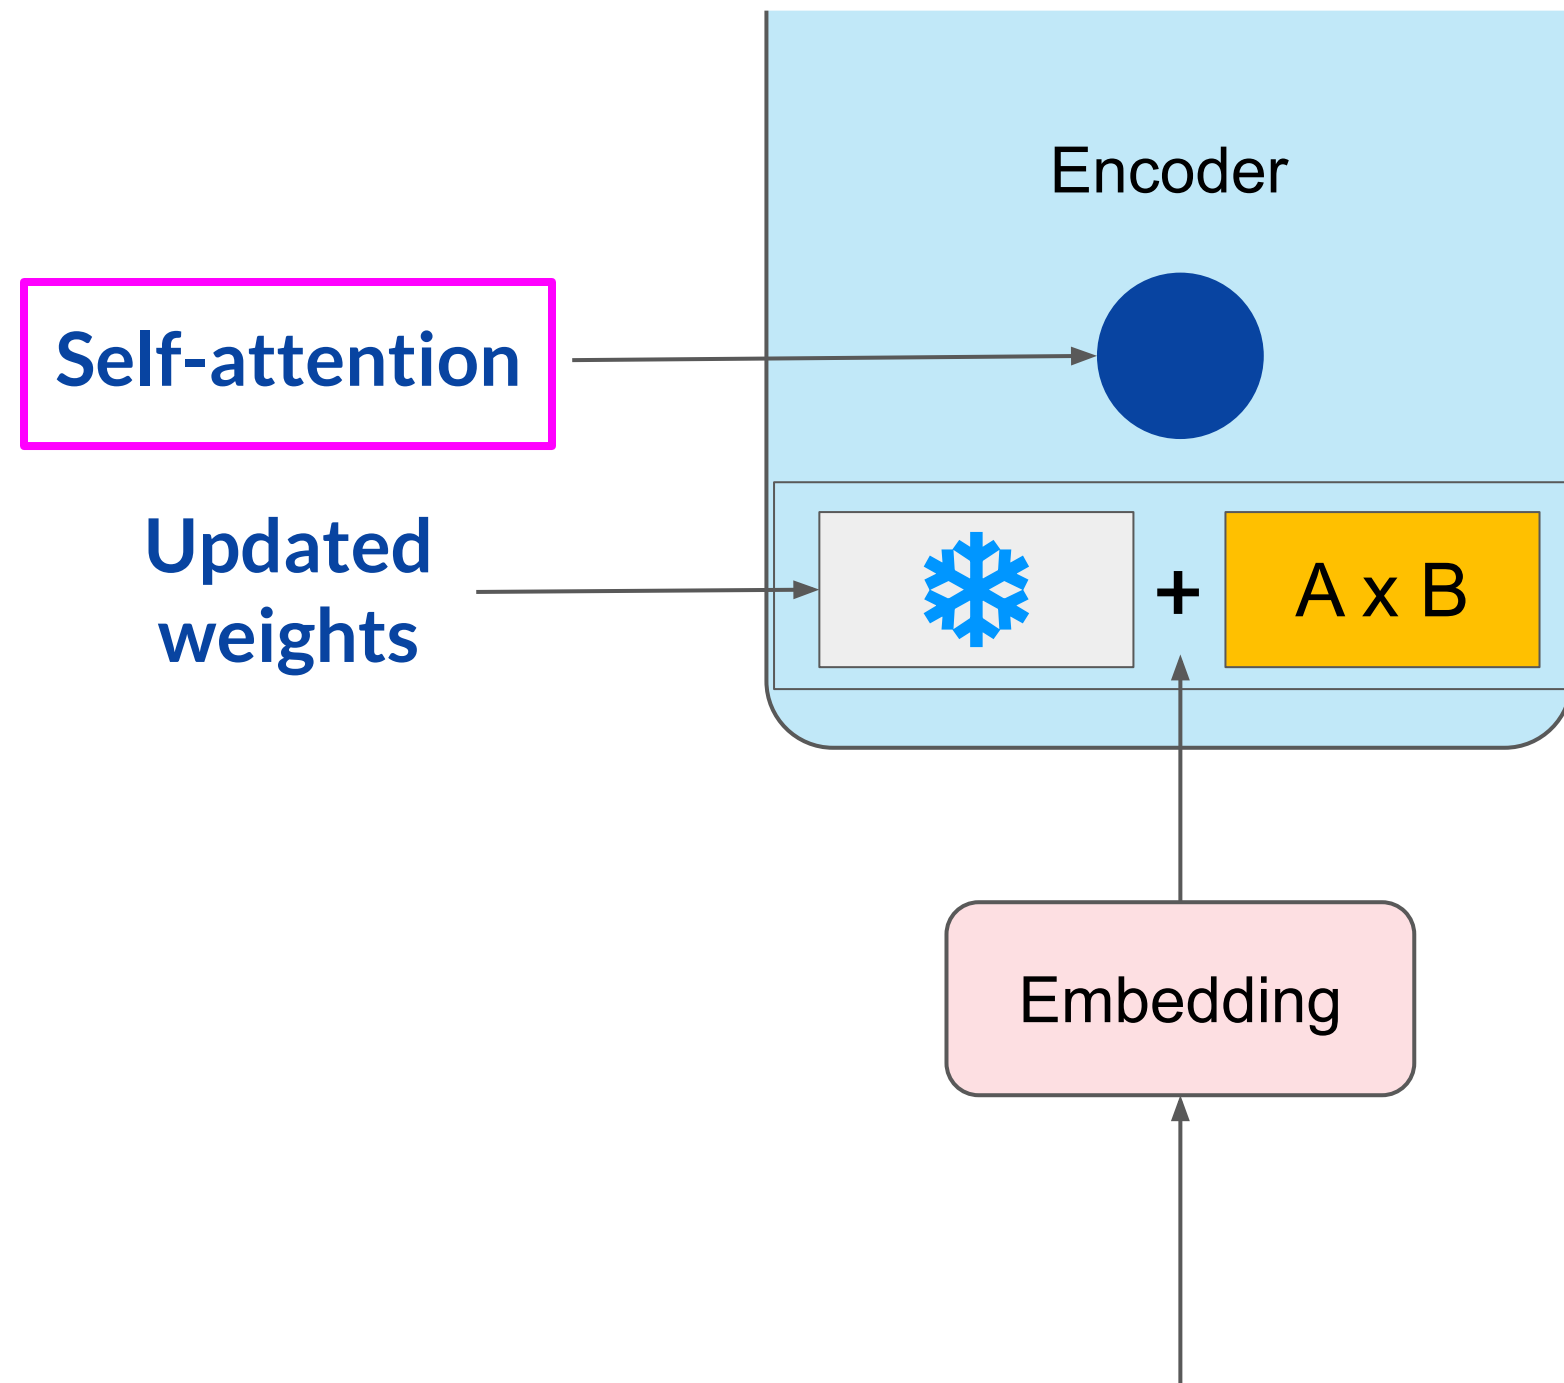 Encoder
Self-attention
Updated
weights
+
A x B
Embedding